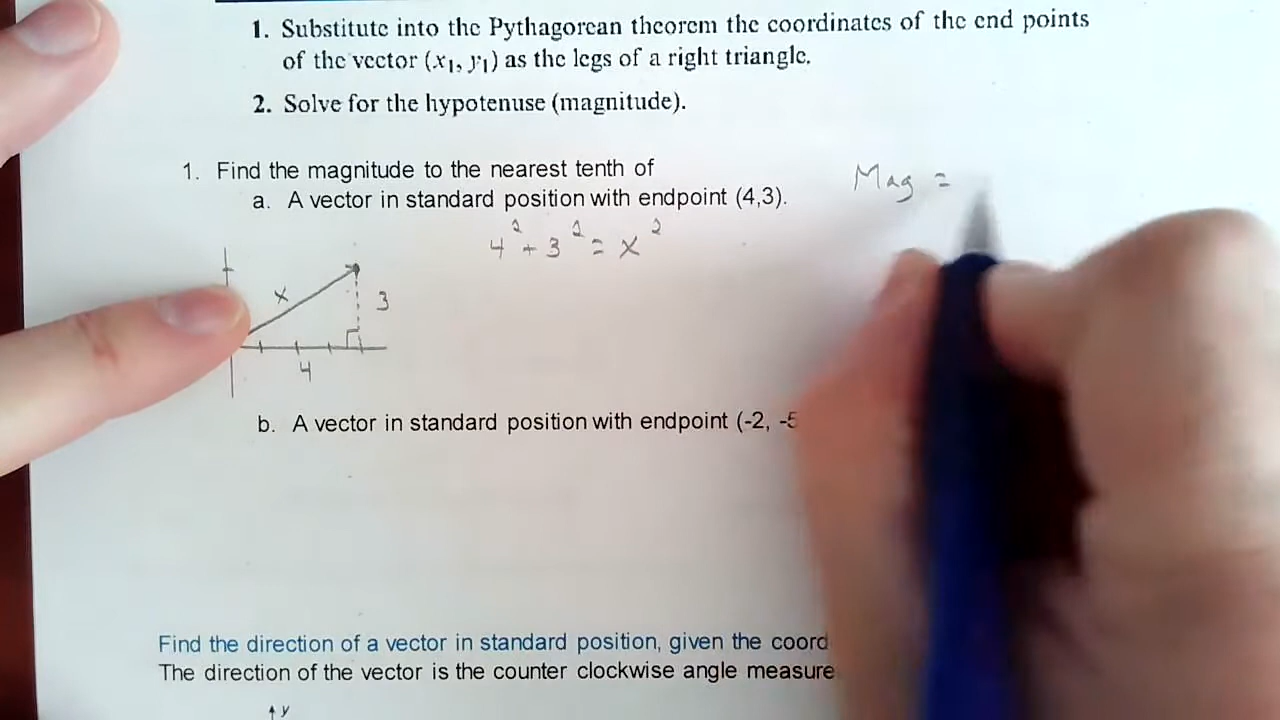 1. Substitute into the Pythagorean theorem the coordinates of the end points
of the vector (x₁, y₁) as the legs of a right triangle.
2. Solve for the hypotenuse (magnitude).
1. Find the magnitude to the nearest tenth of
Mag =
a. A vector in standard position with endpoint (4,3).
4² + 3² = x²
x
3
4
b. A vector in standard position with endpoint (-2, -5
Find the direction of a vector in standard position, given the coord
The direction of the vector is the counter clockwise angle measure
y